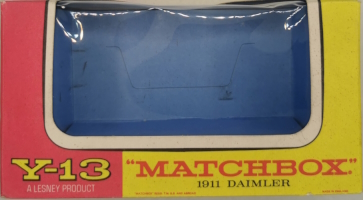 Y-13
A LESNEY PRODUCT
"MATCHBOX"
1911 DAIMLER